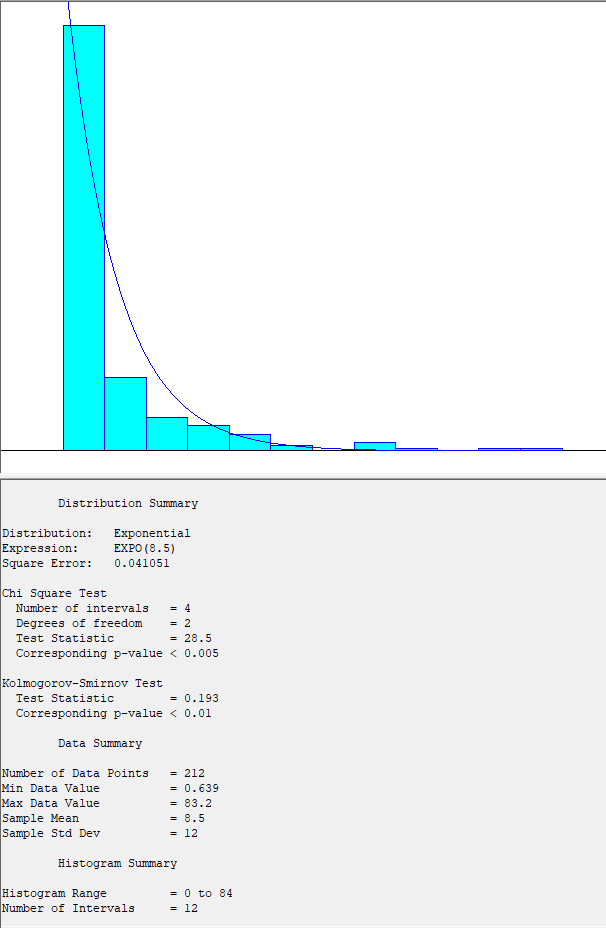 Distribution Summary
Distribution:   Exponential
Expression:     EXPO(8.5)
Square Error:   0.041051
Chi Square Test
  Number of intervals   = 4
  Degrees of freedom    = 2
  Test Statistic        = 28.5
  Corresponding p-value < 0.005
Kolmogorov-Smirnov Test
  Test Statistic        = 0.193
  Corresponding p-value < 0.01
Data Summary
Number of Data Points   = 212
Min Data Value          = 0.639
Max Data Value          = 83.2
Sample Mean             = 8.5
Sample Std Dev          = 12
Histogram Summary
Histogram Range         = 0 to 84
Number of Intervals     = 12